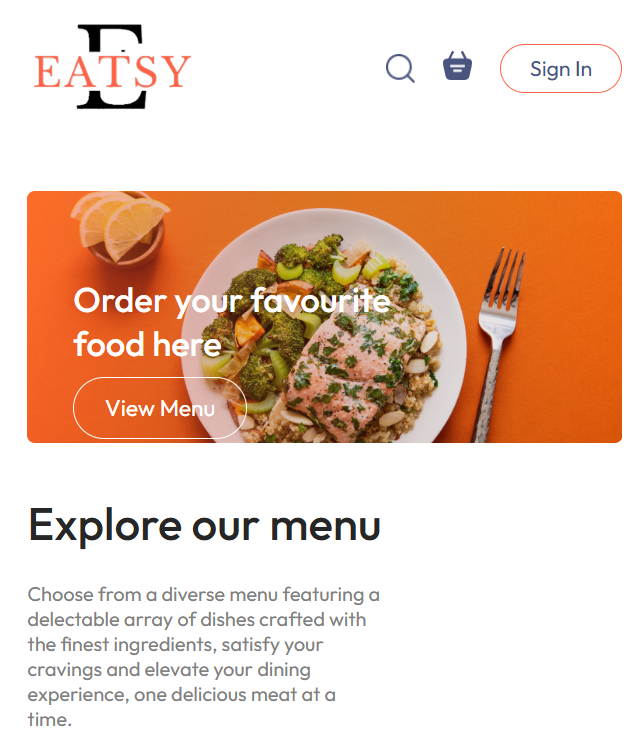 E
EATSY
Sign In
Order your favourite
food here
View Menu
Explore our menu
Choose from a diverse menu featuring a
delectable array of dishes crafted with
the finest ingredients, satisfy your
cravings and elevate your dining
experience, one delicious meat at a
time.